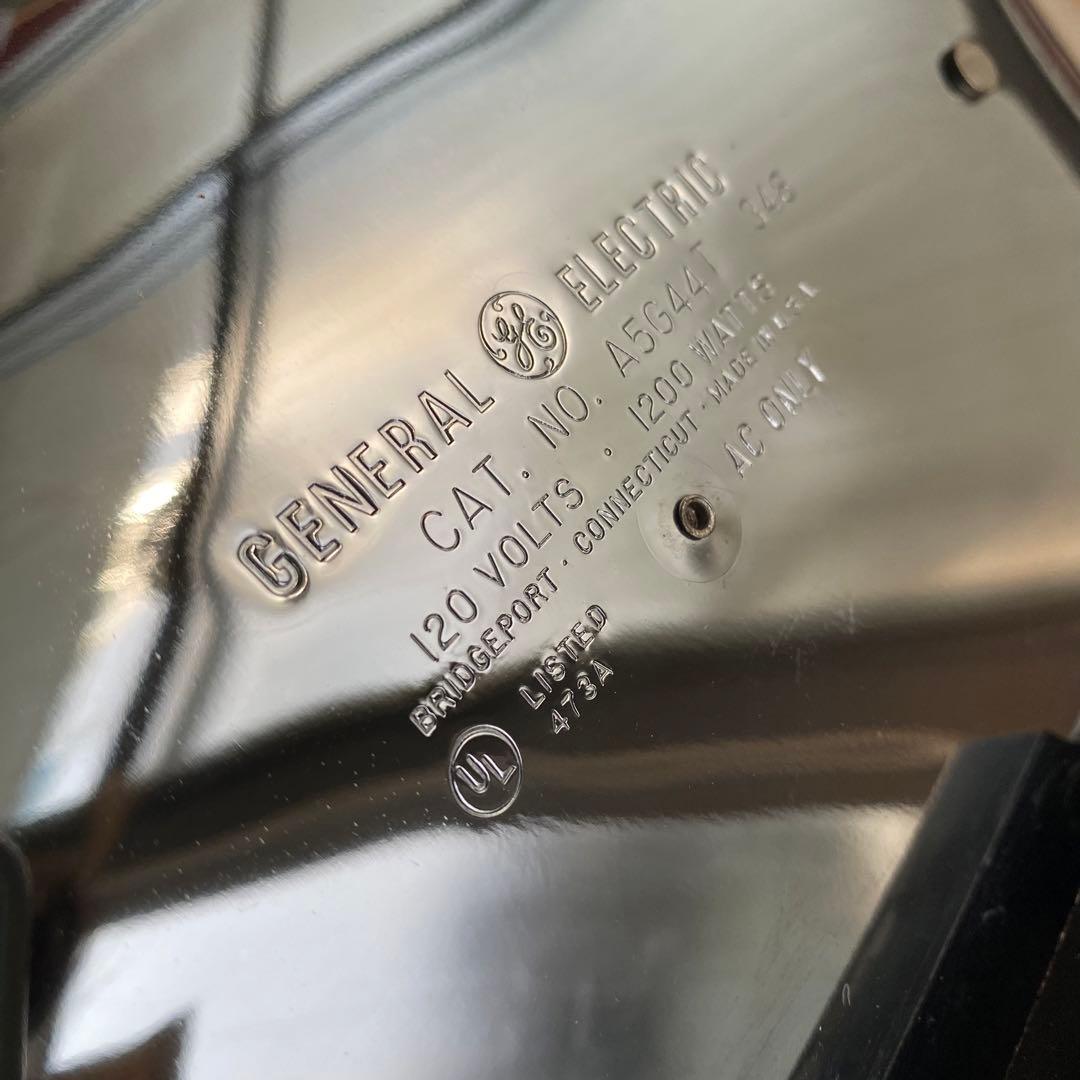 GENERAL GE ELECTRIC
CAT. NO. A5G44T 348
120 VOLTS . 1200 WATTS
BRIDGEPORT · CONNECTICUT · MADE IN U.S.A.
LISTED AC ONLY
473A
UL